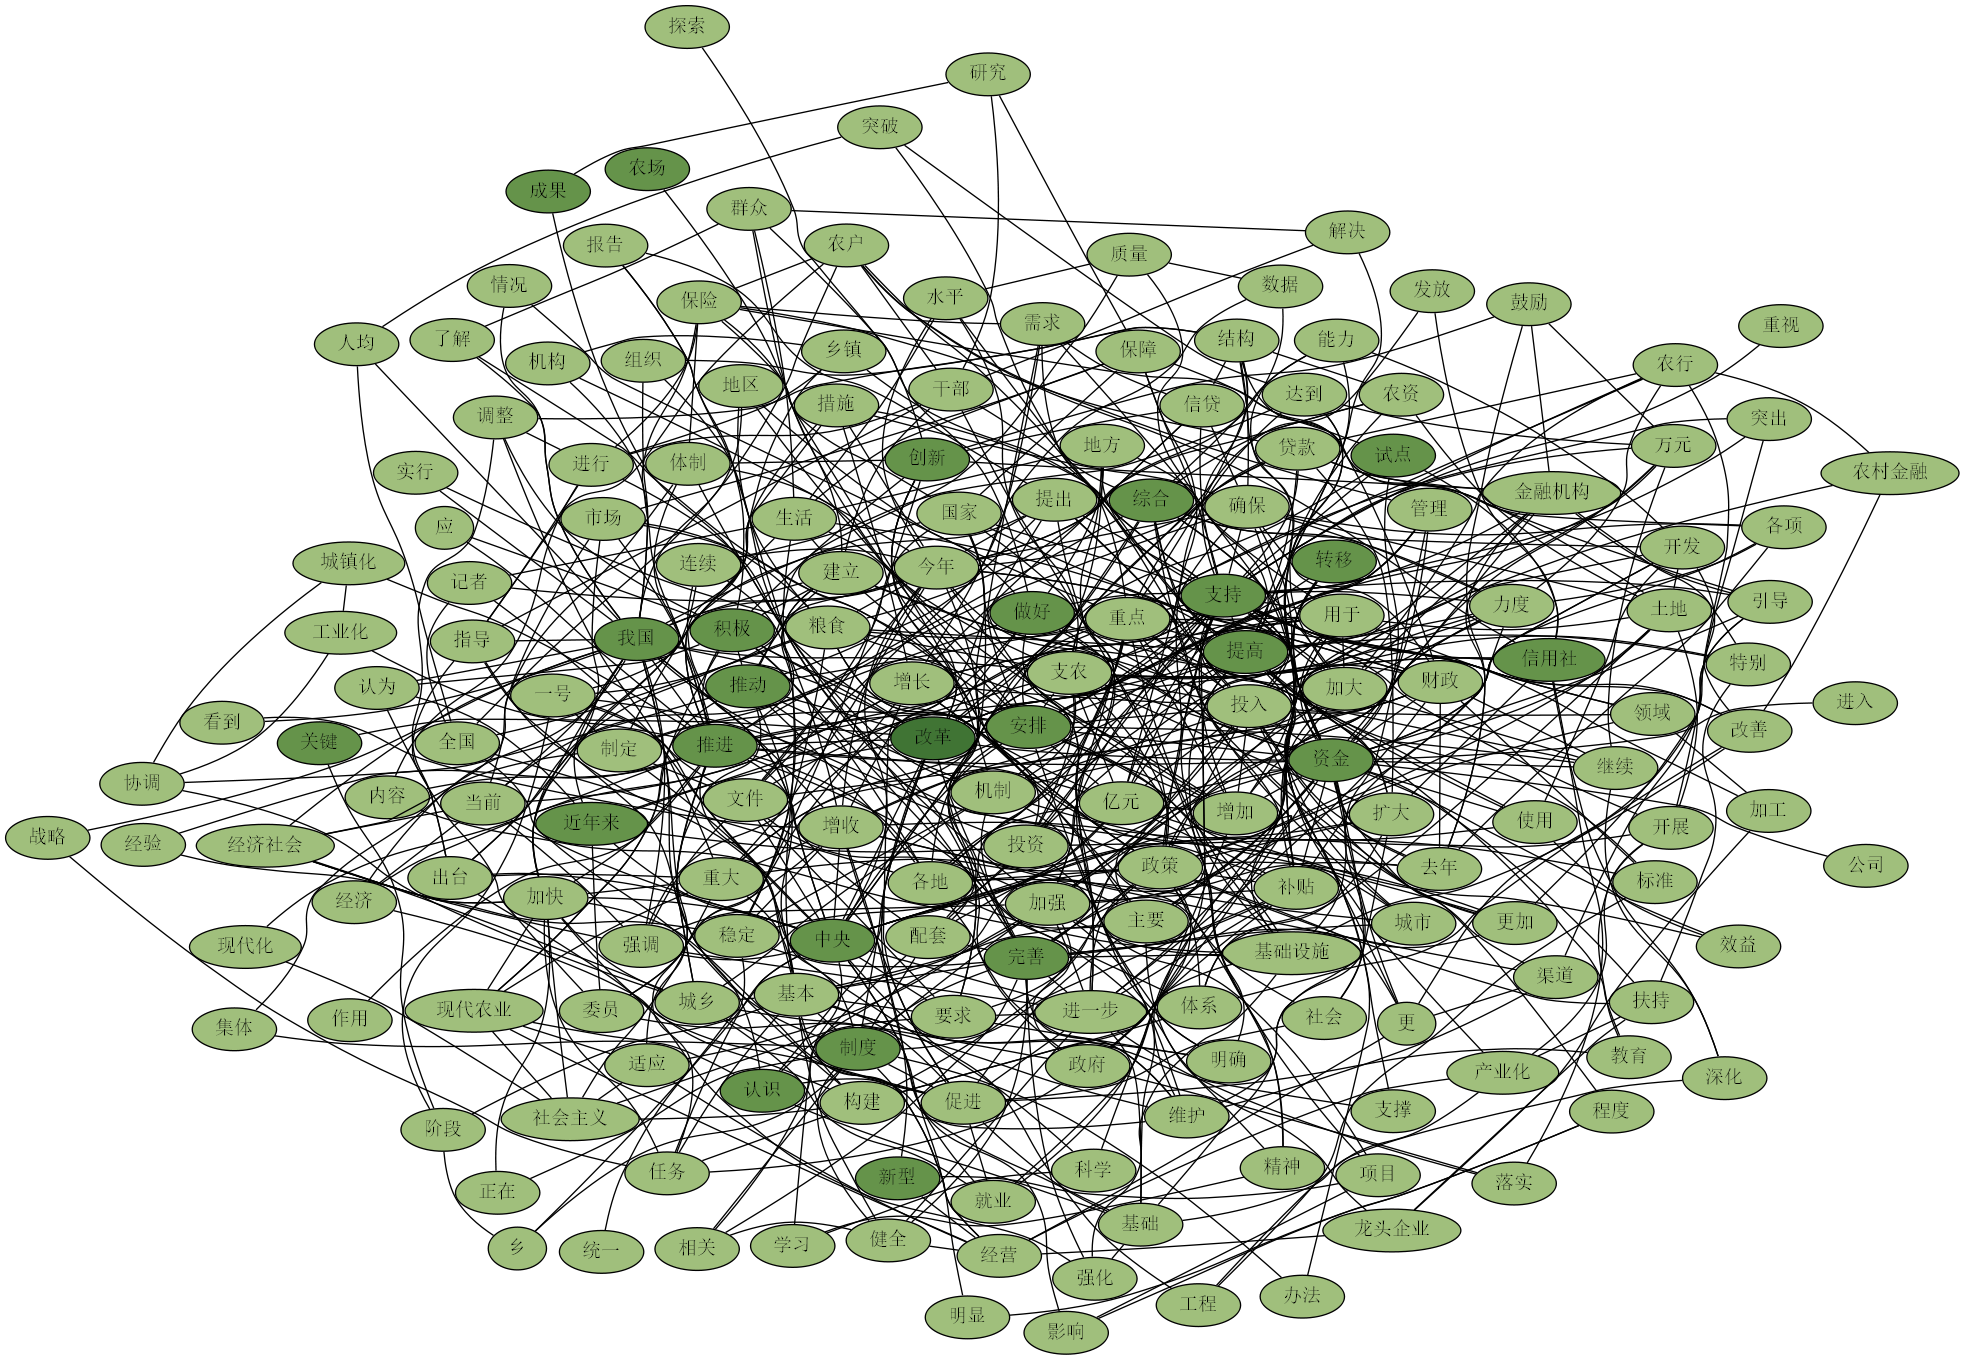 探索
研究
突破
农场
成果
群众
解决
报告
农户
质量
情况
保险
水平
数据
发放
鼓励
需求
重视
人均
了解
机构
组织
乡镇
保障
结构
能力
农行
地区
干部
措施
信贷
达到
农资
调整
突出
地方
贷款
万元
实行
进行
体制
创新
试点
农村金融
金融机构
提出
综合
确保
管理
应
市场
生活
国家
各项
城镇化
连续
建立
今年
转移
开发
记者
支持
引导
工业化
指导
我国
积极
粮食
做好
重点
用于
力度
土地
认为
一号
推动
增长
支农
提高
加大
财政
信用社
特别
看到
关键
全国
制定
推进
改革
安排
投入
资金
领域
改善
进入
协调
内容
当前
文件
机制
亿元
增加
扩大
继续
加工
战略
经验
经济社会
近年来
增收
投资
使用
开展
公司
经济
出台
加快
重大
各地
政策
补贴
去年
标准
现代化
强调
稳定
中央
配套
加强
主要
城市
更加
效益
完善
基础设施
集体
作用
现代农业
委员
城乡
基本
要求
进一步
体系
社会
更
渠道
扶持
适应
制度
政府
明确
教育
阶段
社会主义
认识
构建
促进
维护
支撑
产业化
程度
深化
正在
任务
新型
就业
科学
精神
项目
落实
乡
统一
相关
学习
健全
经营
基础
龙头企业
明显
影响
强化
工程
办法